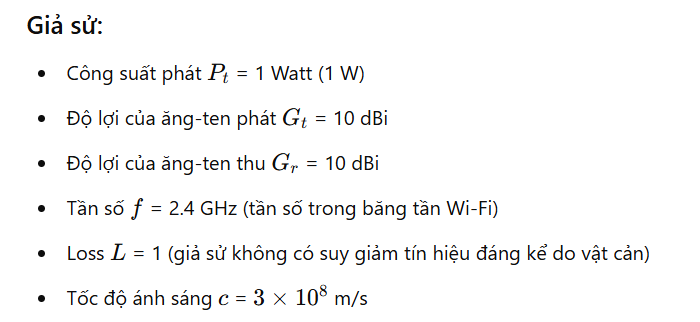 Giả sử:
• Công suất phát $P_t$ = 1 Watt (1 W)
• Độ lợi của ăng-ten phát $G_t$ = 10 dBi
• Độ lợi của ăng-ten thu $G_r$ = 10 dBi
• Tần số $f$ = 2.4 GHz (tần số trong băng tần Wi-Fi)
• Loss $L$ = 1 (giả sử không có suy giảm tín hiệu đáng kể do vật cản)
• Tốc độ ánh sáng $c = 3 \times 10^8$ m/s